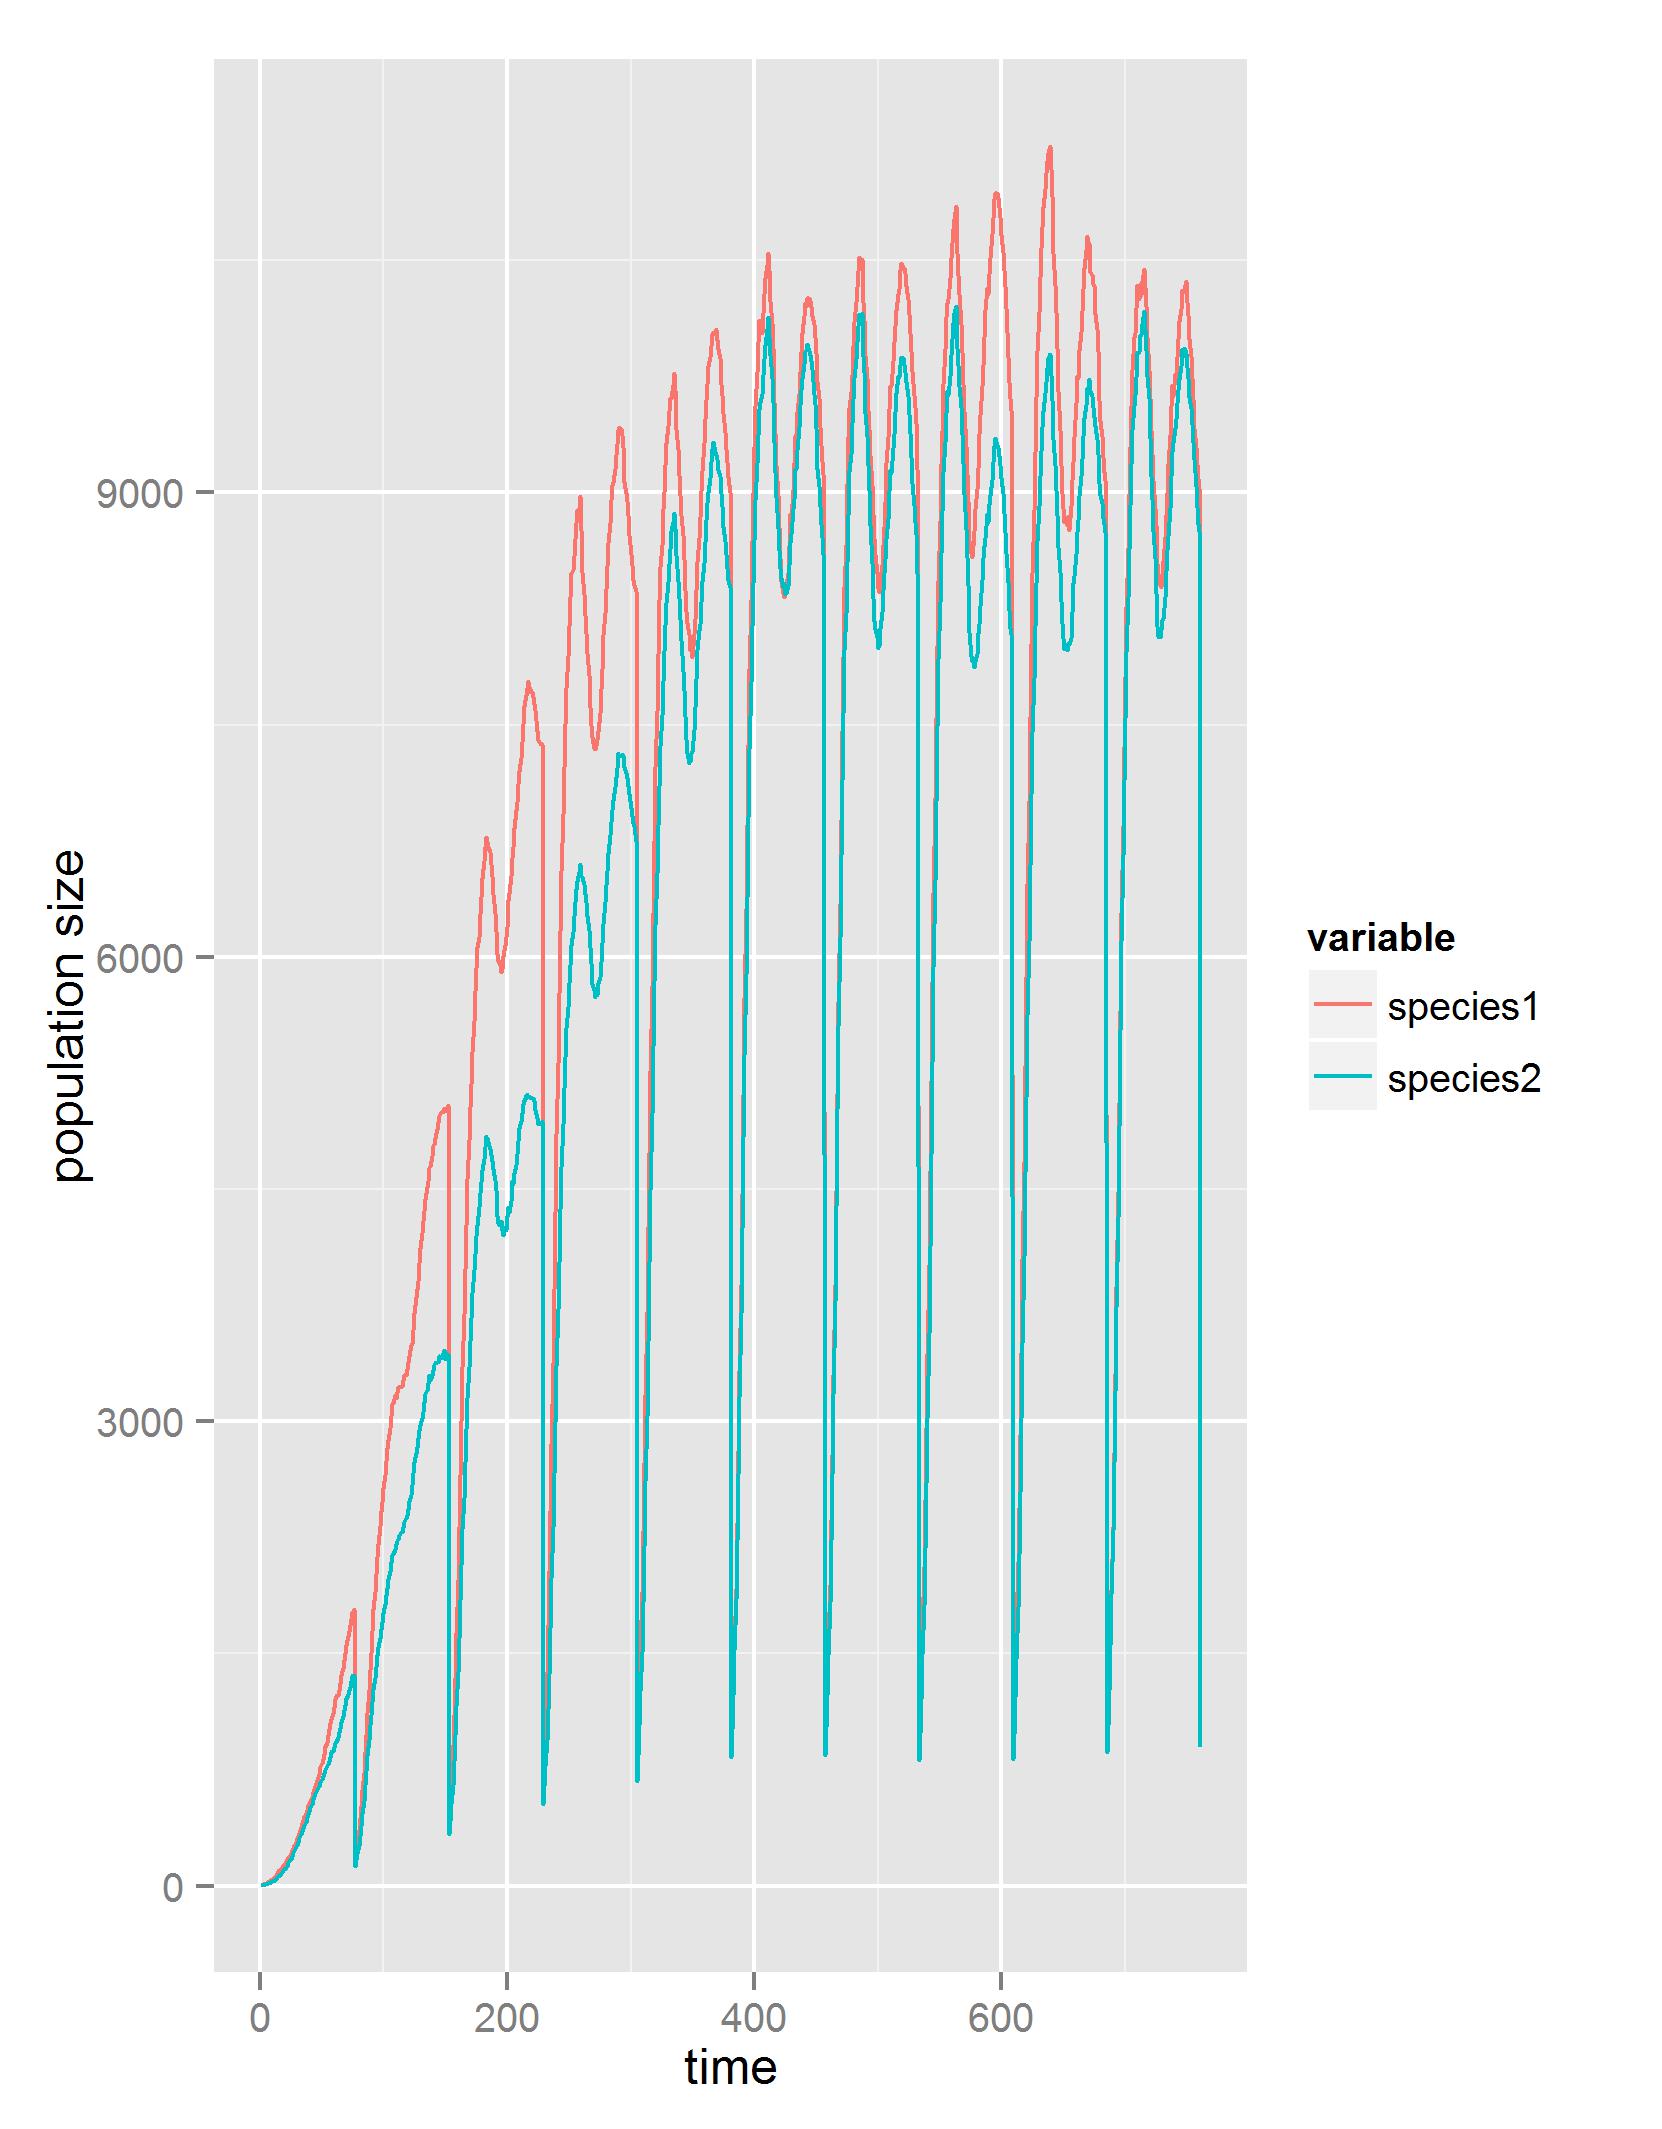 population size
9000
6000
3000
0
0 200 400 600
time
variable
species1
species2